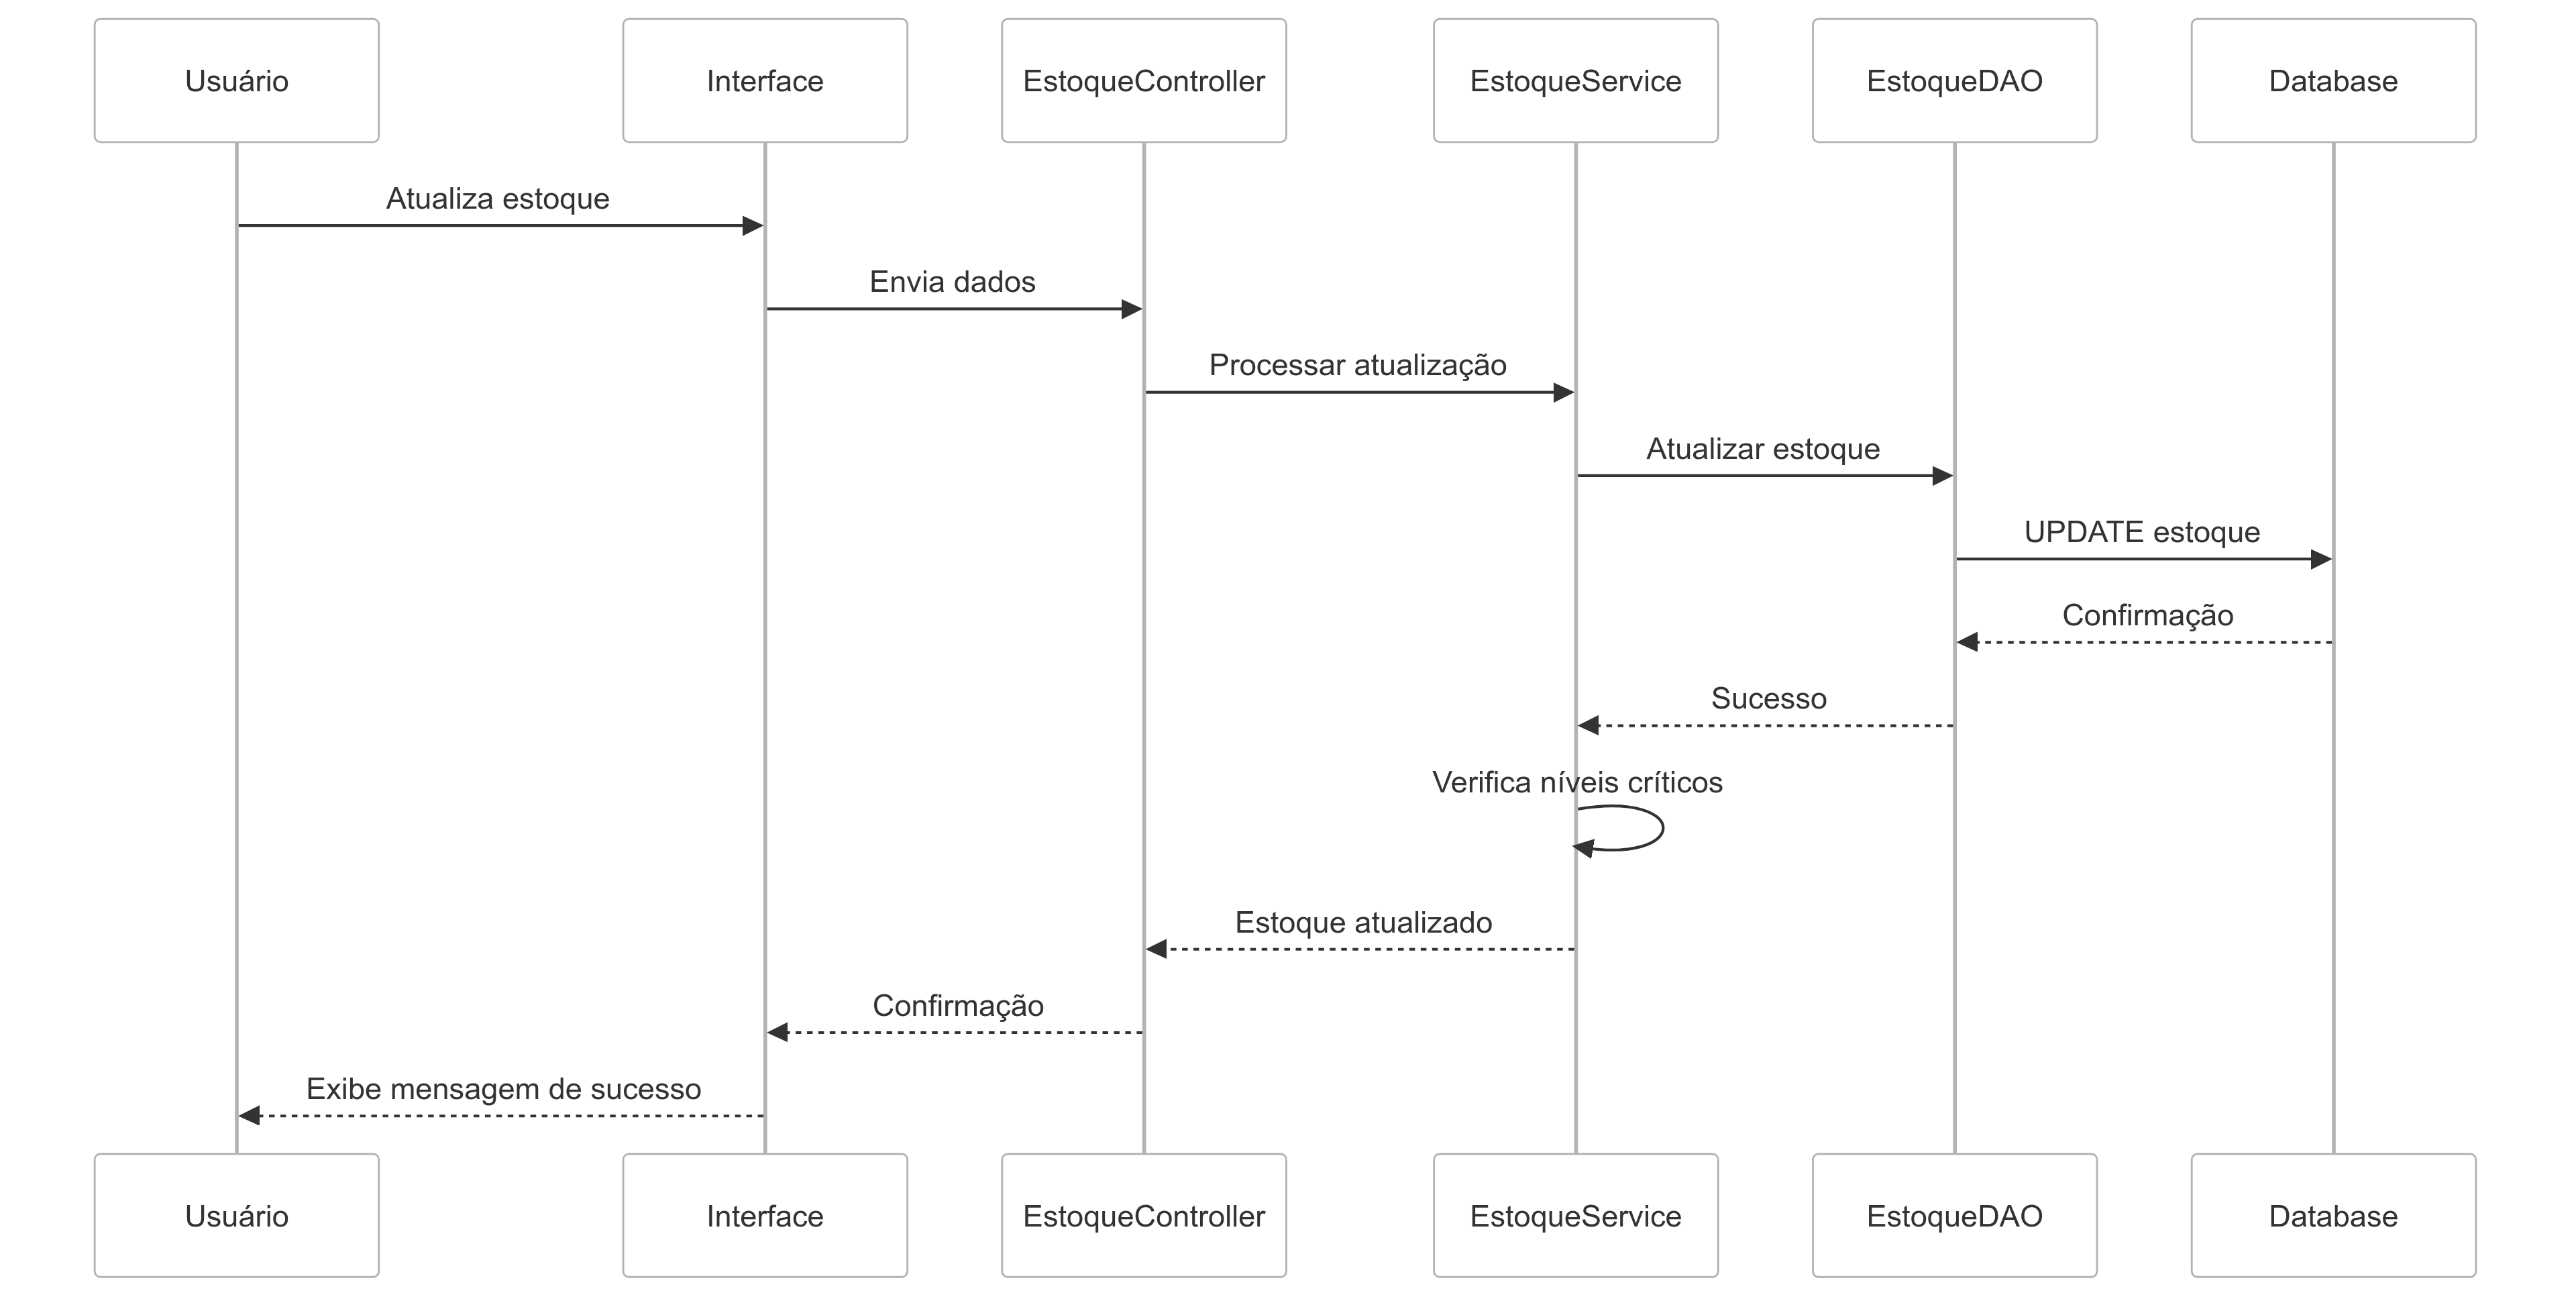 Usuário
Interface
EstoqueController
EstoqueService
EstoqueDAO
Database
Atualiza estoque
Envia dados
Processar atualização
Atualizar estoque
UPDATE estoque
Confirmação
Sucesso
Verifica níveis críticos
Estoque atualizado
Confirmação
Exibe mensagem de sucesso
Usuário
Interface
EstoqueController
EstoqueService
EstoqueDAO
Database